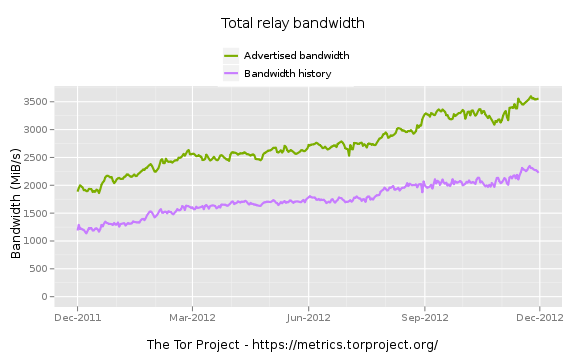 Total relay bandwidth
Advertised bandwidth
Bandwidth history
Bandwidth (MiB/s)
3500
3000
2500
2000
1500
1000
500
0
Dec-2011
Mar-2012
Jun-2012
Sep-2012
Dec-2012
The Tor Project - https://metrics.torproject.org/